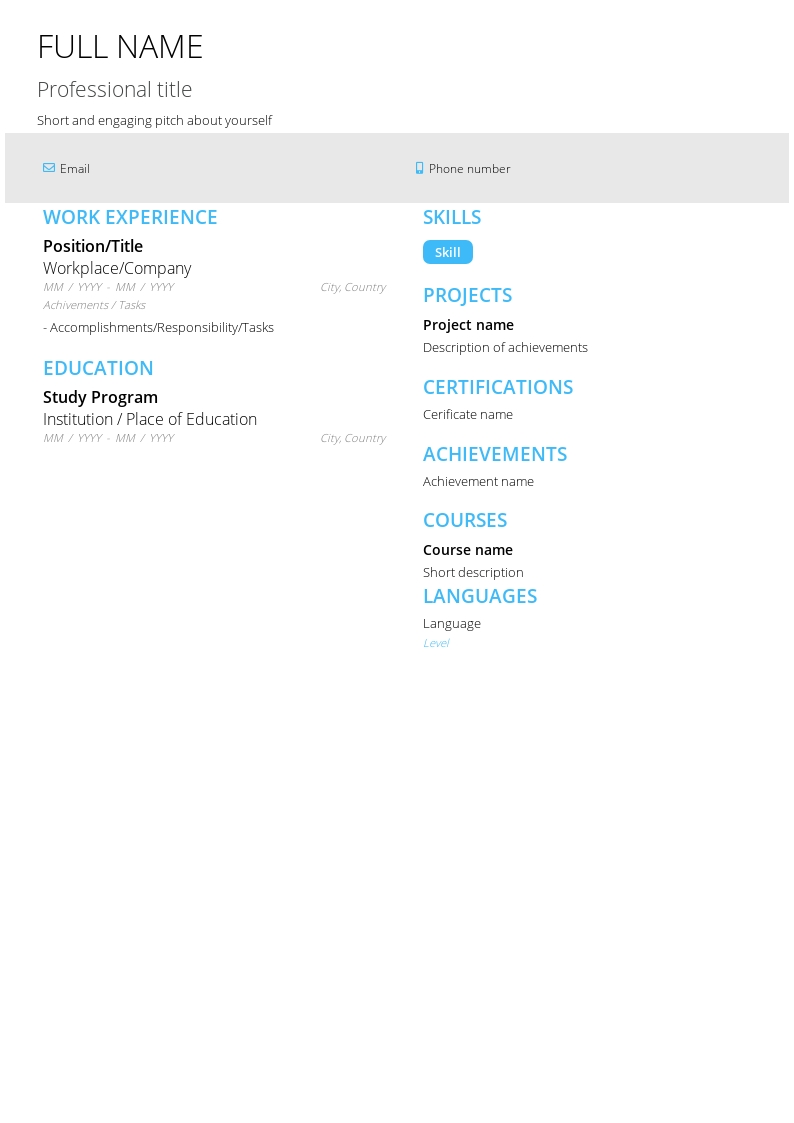 FULL NAME
Professional title
Short and engaging pitch about yourself
Email
Phone number
WORK EXPERIENCE
Position/Title
Workplace/Company
MM / YYYY - MM / YYYY City, Country
Achivements / Tasks
- Accomplishments/Responsibility/Tasks
EDUCATION
Study Program
Institution / Place of Education
MM / YYYY - MM / YYYY City, Country
SKILLS
Skill
PROJECTS
Project name
Description of achievements
CERTIFICATIONS
Cerificate name
ACHIEVEMENTS
Achievement name
COURSES
Course name
Short description
LANGUAGES
Language
Level